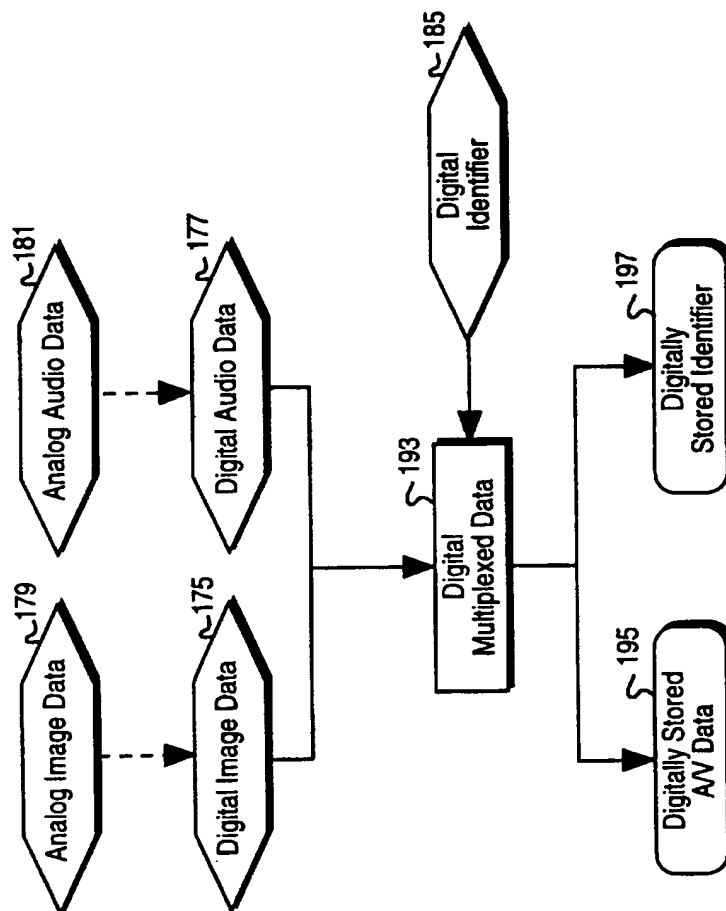 179
Analog Image Data
181
Analog Audio Data
175
Digital Image Data
177
Digital Audio Data
185
Digital
Identifier
193
Digital
Multiplexed Data
195
Digitally Stored
A/V Data
197
Digitally
Stored Identifier